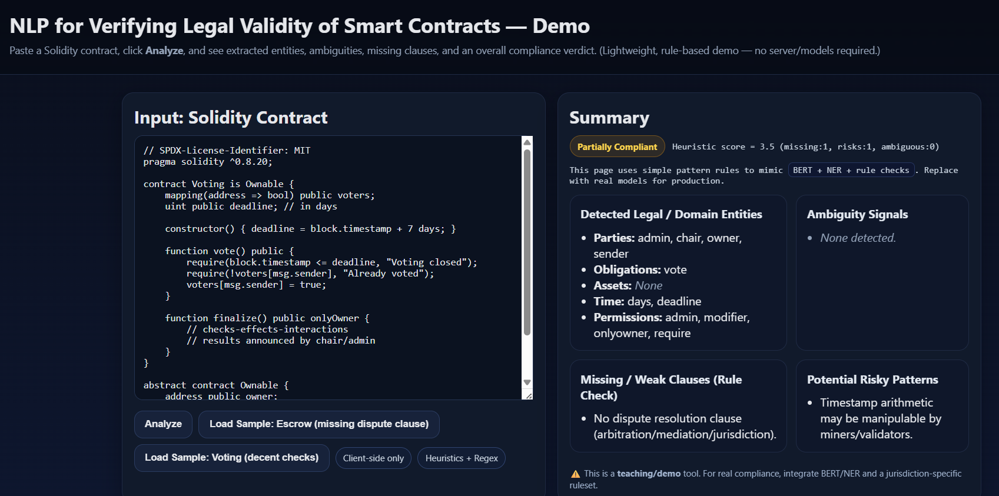 NLP for Verifying Legal Validity of Smart Contracts — Demo
Paste a Solidity contract, click Analyze, and see extracted entities, ambiguities, missing clauses, and an overall compliance verdict. (Lightweight, rule-based demo — no server/models required.)
Input: Solidity Contract
// SPDX-License-Identifier: MIT
pragma solidity ^0.8.20;
contract Voting is Ownable {
    mapping(address => bool) public voters;
    uint public deadline; // in days
    constructor() { deadline = block.timestamp + 7 days; }
    function vote() public {
        require(block.timestamp <= deadline, "Voting closed");
        require(!voters[msg.sender], "Already voted");
        voters[msg.sender] = true;
    }
    function finalize() public onlyOwner {
        // checks-effects-interactions
        // results announced by chair/admin
    }
}
abstract contract Ownable {
    address public owner;
Analyze
Load Sample: Escrow (missing dispute clause)
Load Sample: Voting (decent checks)
Client-side only
Heuristics + Regex
Summary
Partially Compliant
Heuristic score = 3.5 (missing:1, risks:1, ambiguous:0)
This page uses simple pattern rules to mimic BERT + NER + rule checks. Replace
with real models for production.
Detected Legal / Domain Entities
• Parties: admin, chair, owner,
sender
• Obligations: vote
• Assets: None
• Time: days, deadline
• Permissions: admin, modifier,
onlyowner, require
Ambiguity Signals
• None detected.
Missing / Weak Clauses (Rule
Check)
• No dispute resolution clause
(arbitration/mediation/jurisdiction).
Potential Risky Patterns
• Timestamp arithmetic
may be manipulable by
miners/validators.
⚠️ This is a teaching/demo tool. For real compliance, integrate BERT/NER and a jurisdiction-specific
ruleset.